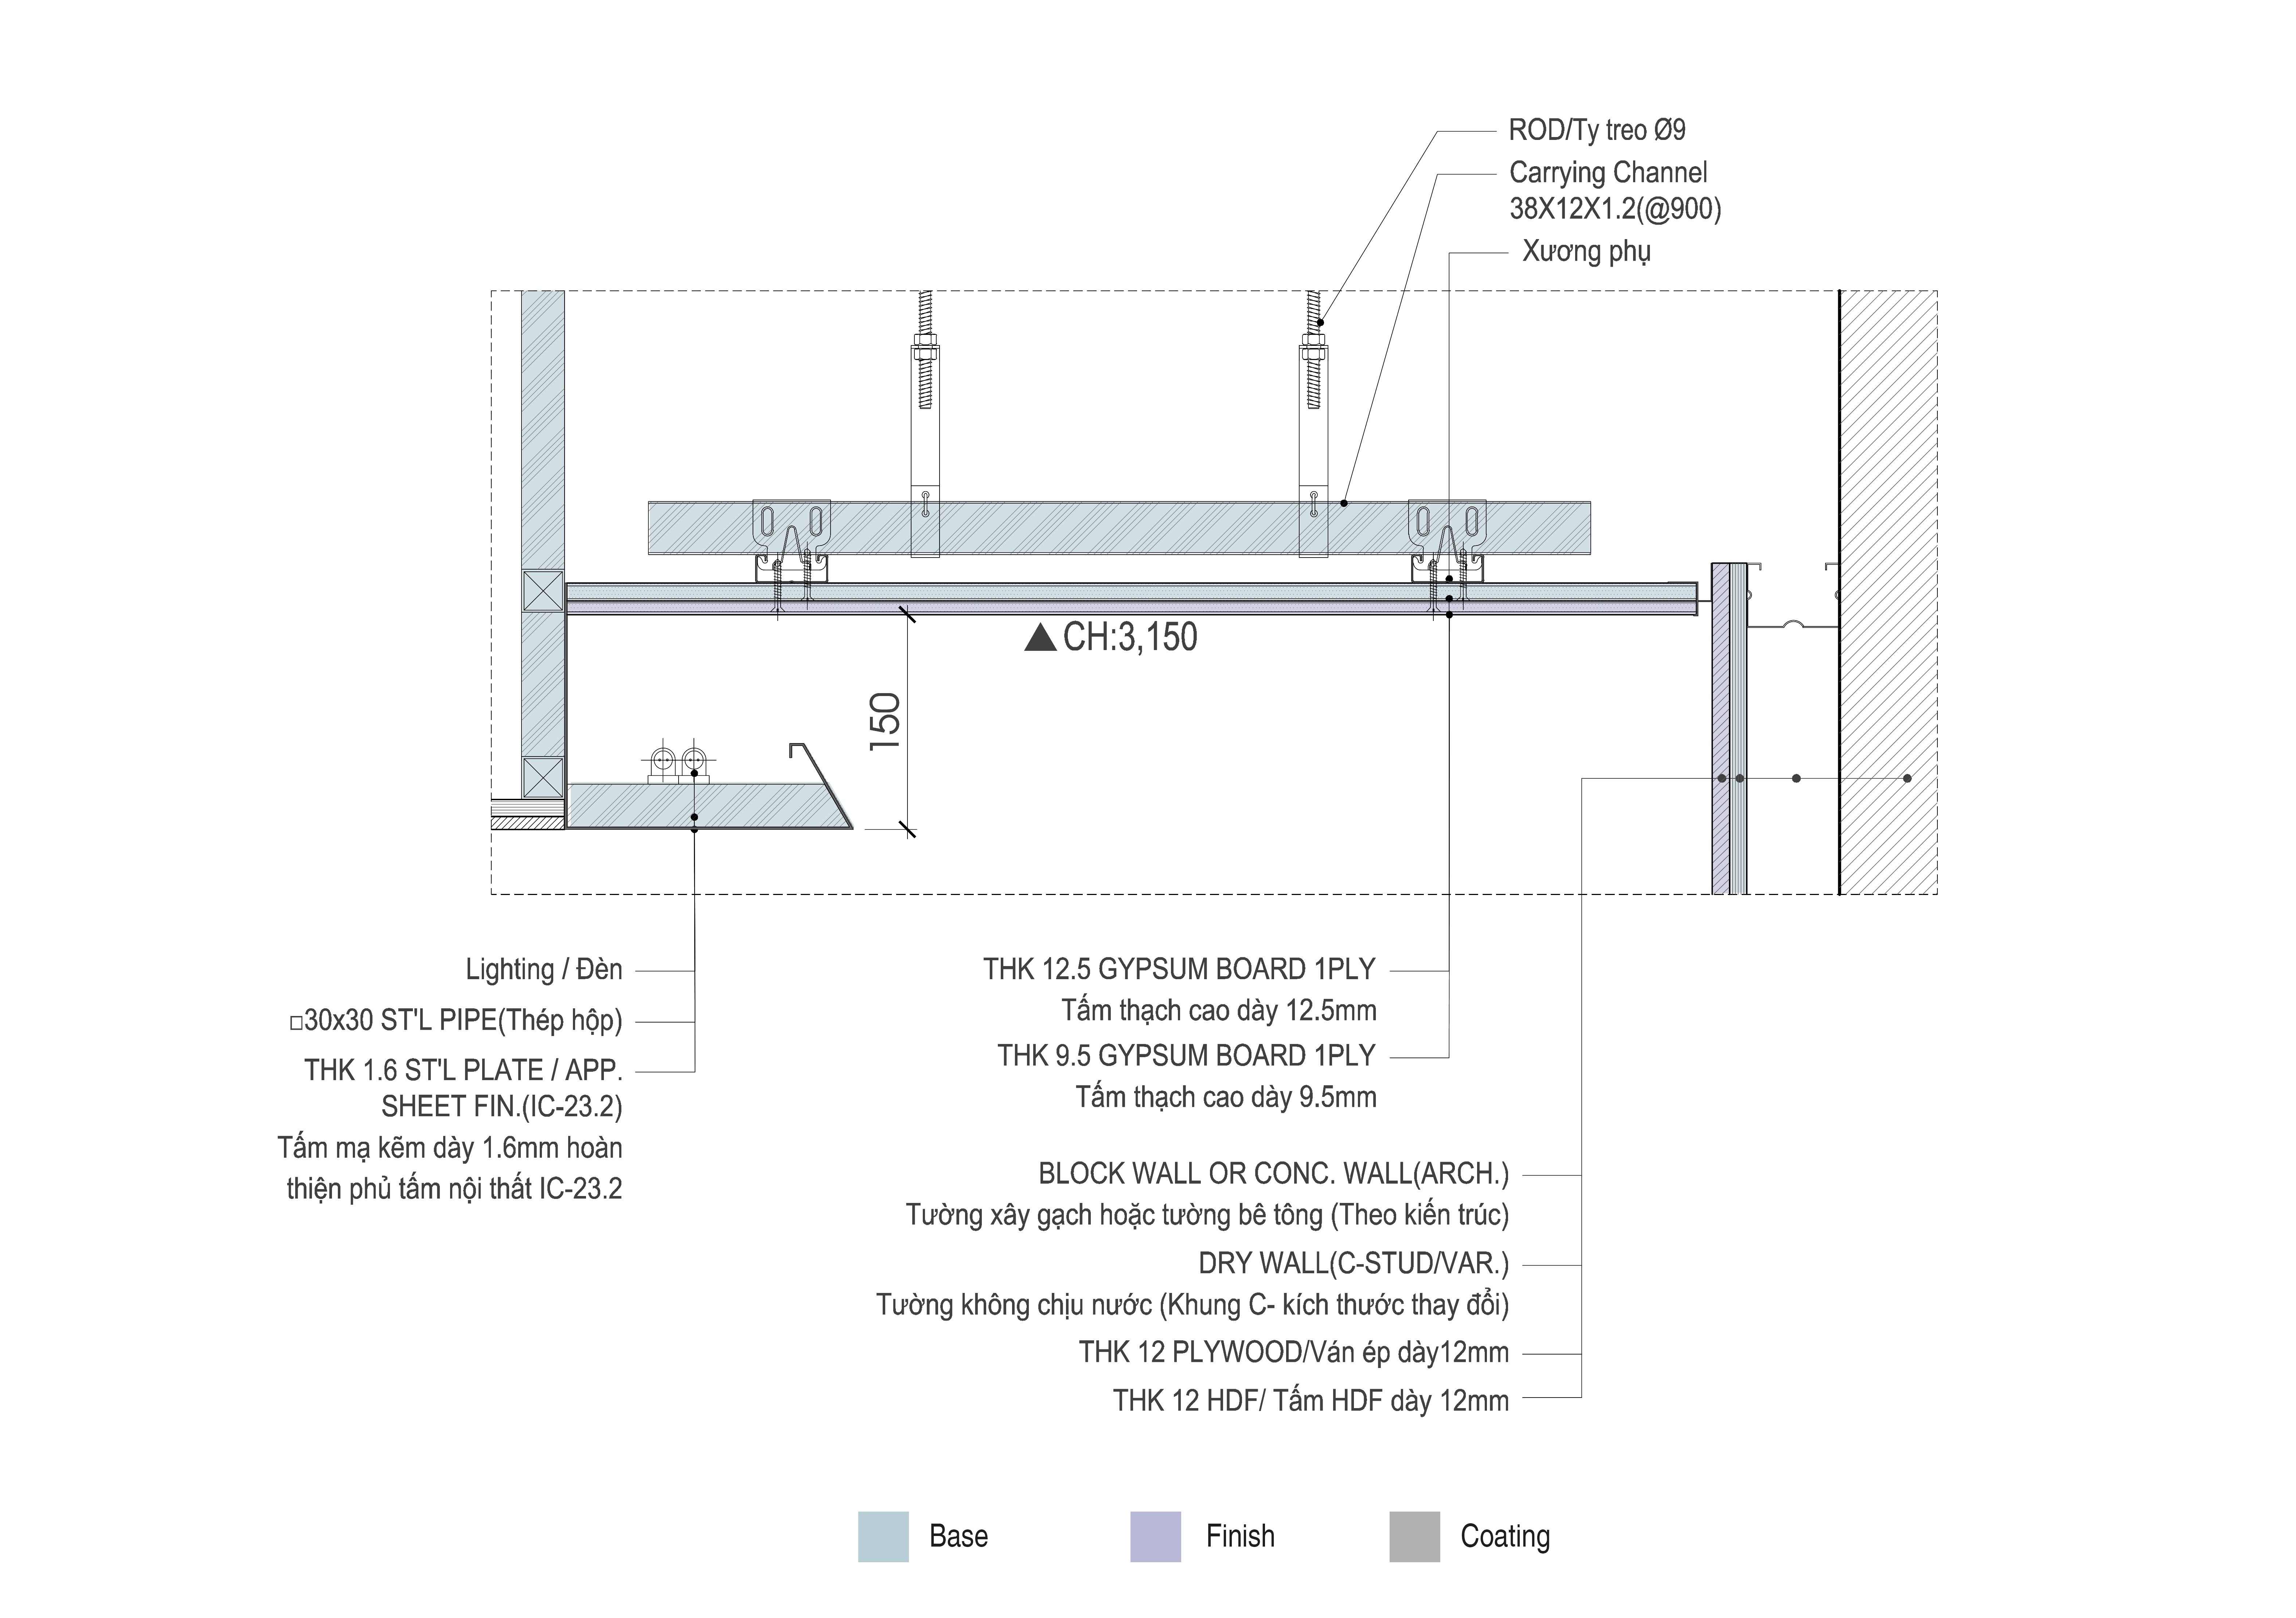 ROD/Ty treo Ø9
Carrying Channel
38X12X1.2(@900)
Xương phụ
▲ CH:3,150
150
Lighting / Đèn
□30x30 ST'L PIPE(Thép hộp)
THK 1.6 ST'L PLATE / APP.
SHEET FIN.(IC-23.2)
Tấm mạ kẽm dày 1.6mm hoàn
thiện phủ tấm nội thất IC-23.2
THK 12.5 GYPSUM BOARD 1PLY
Tấm thạch cao dày 12.5mm
THK 9.5 GYPSUM BOARD 1PLY
Tấm thạch cao dày 9.5mm
BLOCK WALL OR CONC. WALL(ARCH.)
Tường xây gạch hoặc tường bê tông (Theo kiến trúc)
DRY WALL(C-STUD/VAR.)
Tường không chịu nước (Khung C- kích thước thay đổi)
THK 12 PLYWOOD/Ván ép dày12mm
THK 12 HDF/ Tấm HDF dày 12mm
Base
Finish
Coating